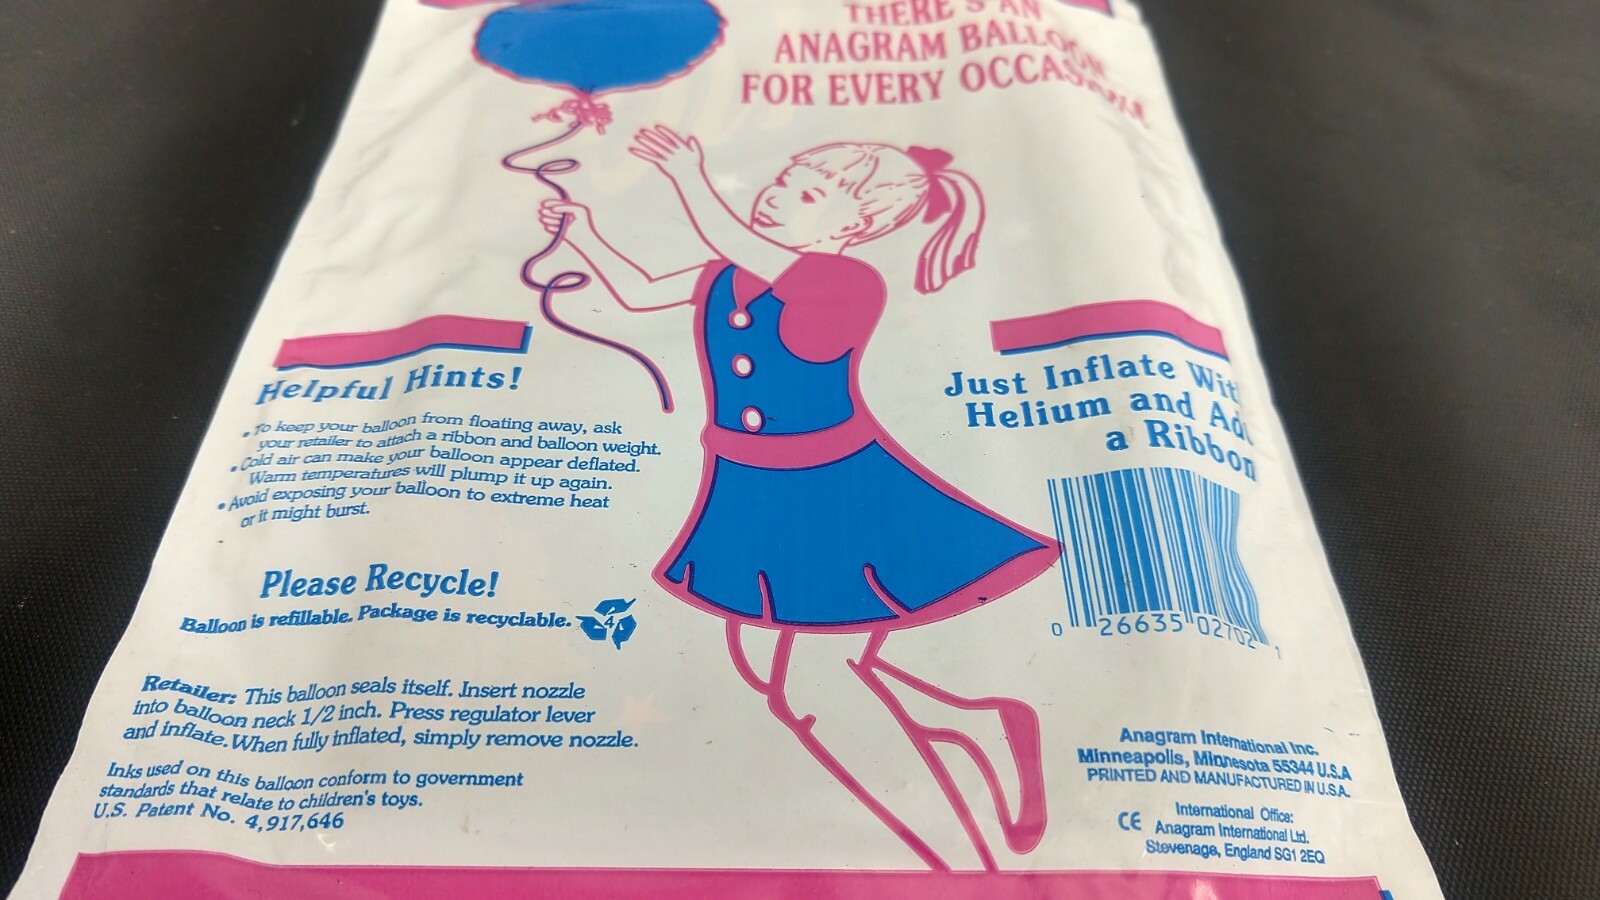 THERE'S AN
ANAGRAM BALLOON
FOR EVERY OCCASION
Helpful Hints!
• To keep your balloon from floating away, ask
your retailer to attach a ribbon and balloon weight.
• Cold air can make your balloon appear deflated.
Warm temperatures will plump it up again.
• Avoid exposing your balloon to extreme heat
or it might burst.
Please Recycle!
Balloon is refillable. Package is recyclable.
4
Retailer: This balloon seals itself. Insert nozzle
into balloon neck 1/2 inch. Press regulator lever
and inflate. When fully inflated, simply remove nozzle.
Inks used on this balloon conform to government
standards that relate to children's toys.
U.S. Patent No. 4,917,646
Just Inflate With
Helium and Add
a Ribbon
0 26635 02702 1
Anagram International Inc.
Minneapolis, Minnesota 55344 U.S.A
PRINTED AND MANUFACTURED IN U.S.A.
International Office:
CE Anagram International Ltd.
Stevenage, England SG1 2EQ